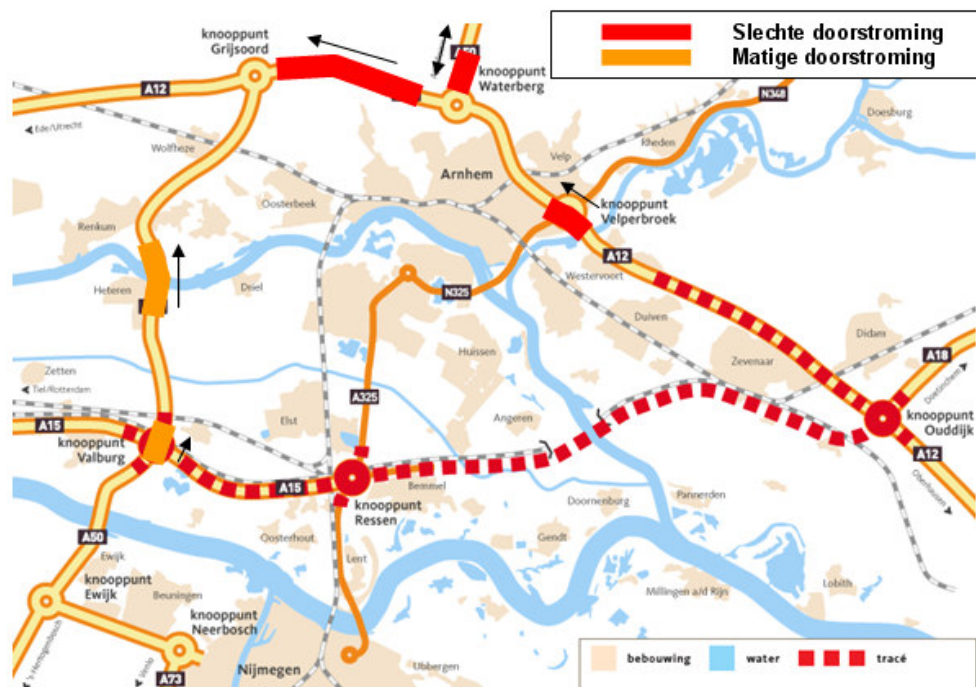 Slechte doorstroming
Matige doorstroming
knooppunt
Grijsoord
A50
knooppunt
Waterberg
A12
Ede/Utrecht
Wolfheze
N348
Doesburg
Rheden
Velp
Arnhem
Oosterbeek
knooppunt
Velperbroek
Renkum
A12
Westervoort
Heteren
Driel
N325
Duiven
Didam
Zevenaar
A18
Doetinchem
Huissen
Zetten
Tiel/Rotterdam
A325
Elst
Angeren
knooppunt
Ouddijk
A15
knooppunt
Valburg
A12
Oberhausen
A15
Bemmel
knooppunt
Ressen
Doornenburg
Pannerden
A50
Oosterhout
Gendt
Ewijk
Lent
knooppunt
Ewijk
Beuningen
Millingen a/d Rijn
Lobith
knooppunt
Neerbosch
's-Hertogenbosch
Venlo
A73
Nijmegen
Ubbergen
bebouwing
water
tracé